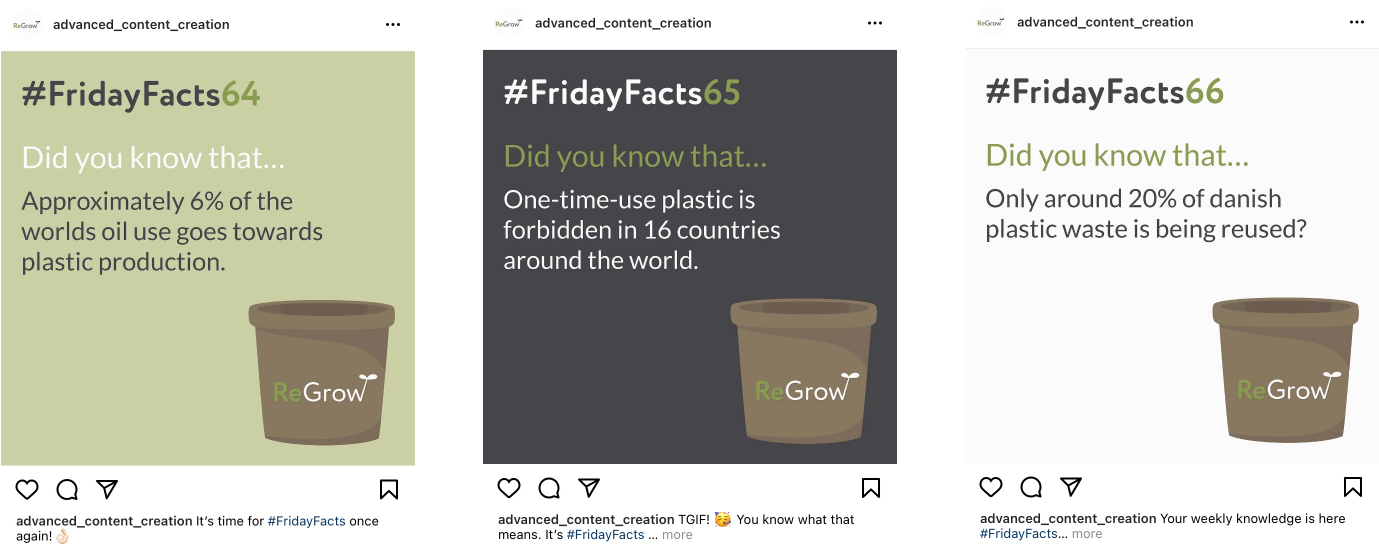 ReGrow advanced_content_creation
#FridayFacts64
Did you know that...
Approximately 6% of the
worlds oil use goes towards
plastic production.
ReGrow
advanced_content_creation It's time for #FridayFacts once
again!👌🏻
ReGrow advanced_content_creation
#FridayFacts65
Did you know that...
One-time-use plastic is
forbidden in 16 countries
around the world.
ReGrow
advanced_content_creation TGIF! 🥳 You know what that
means. It's #FridayFacts ... more
ReGrow advanced_content_creation
#FridayFacts66
Did you know that...
Only around 20% of danish
plastic waste is being reused?
ReGrow
advanced_content_creation Your weekly knowledge is here
#FridayFacts... more